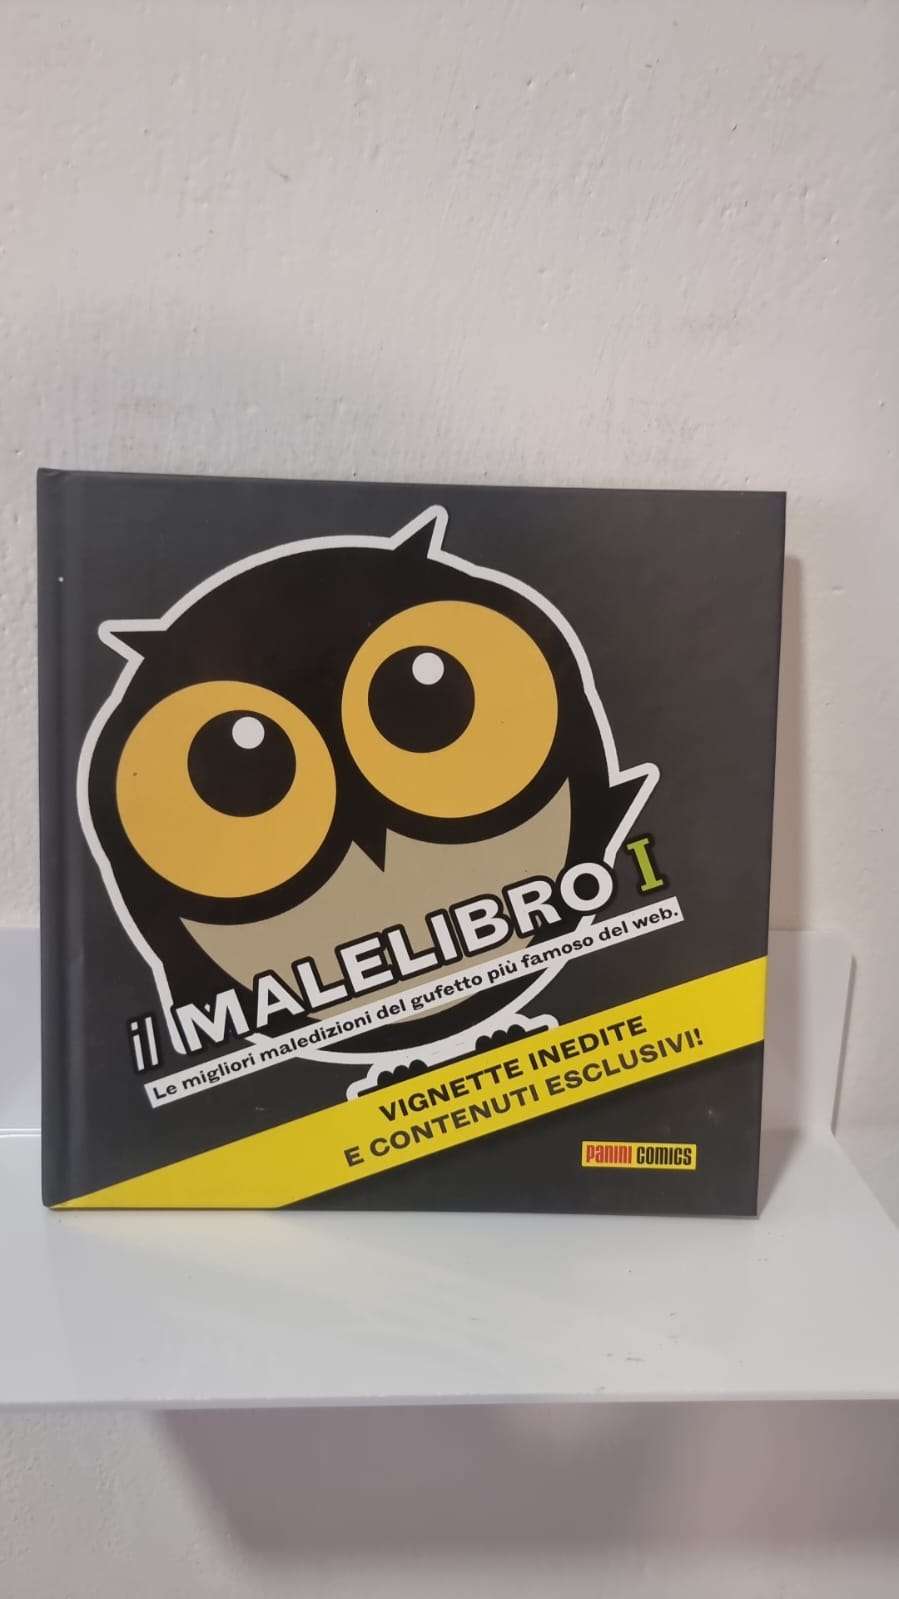 il MALELIBRO I
Le migliori maledizioni del gufetto più famoso del web.
VIGNETTE INEDITE
E CONTENUTI ESCLUSIVI!
PANINI COMICS